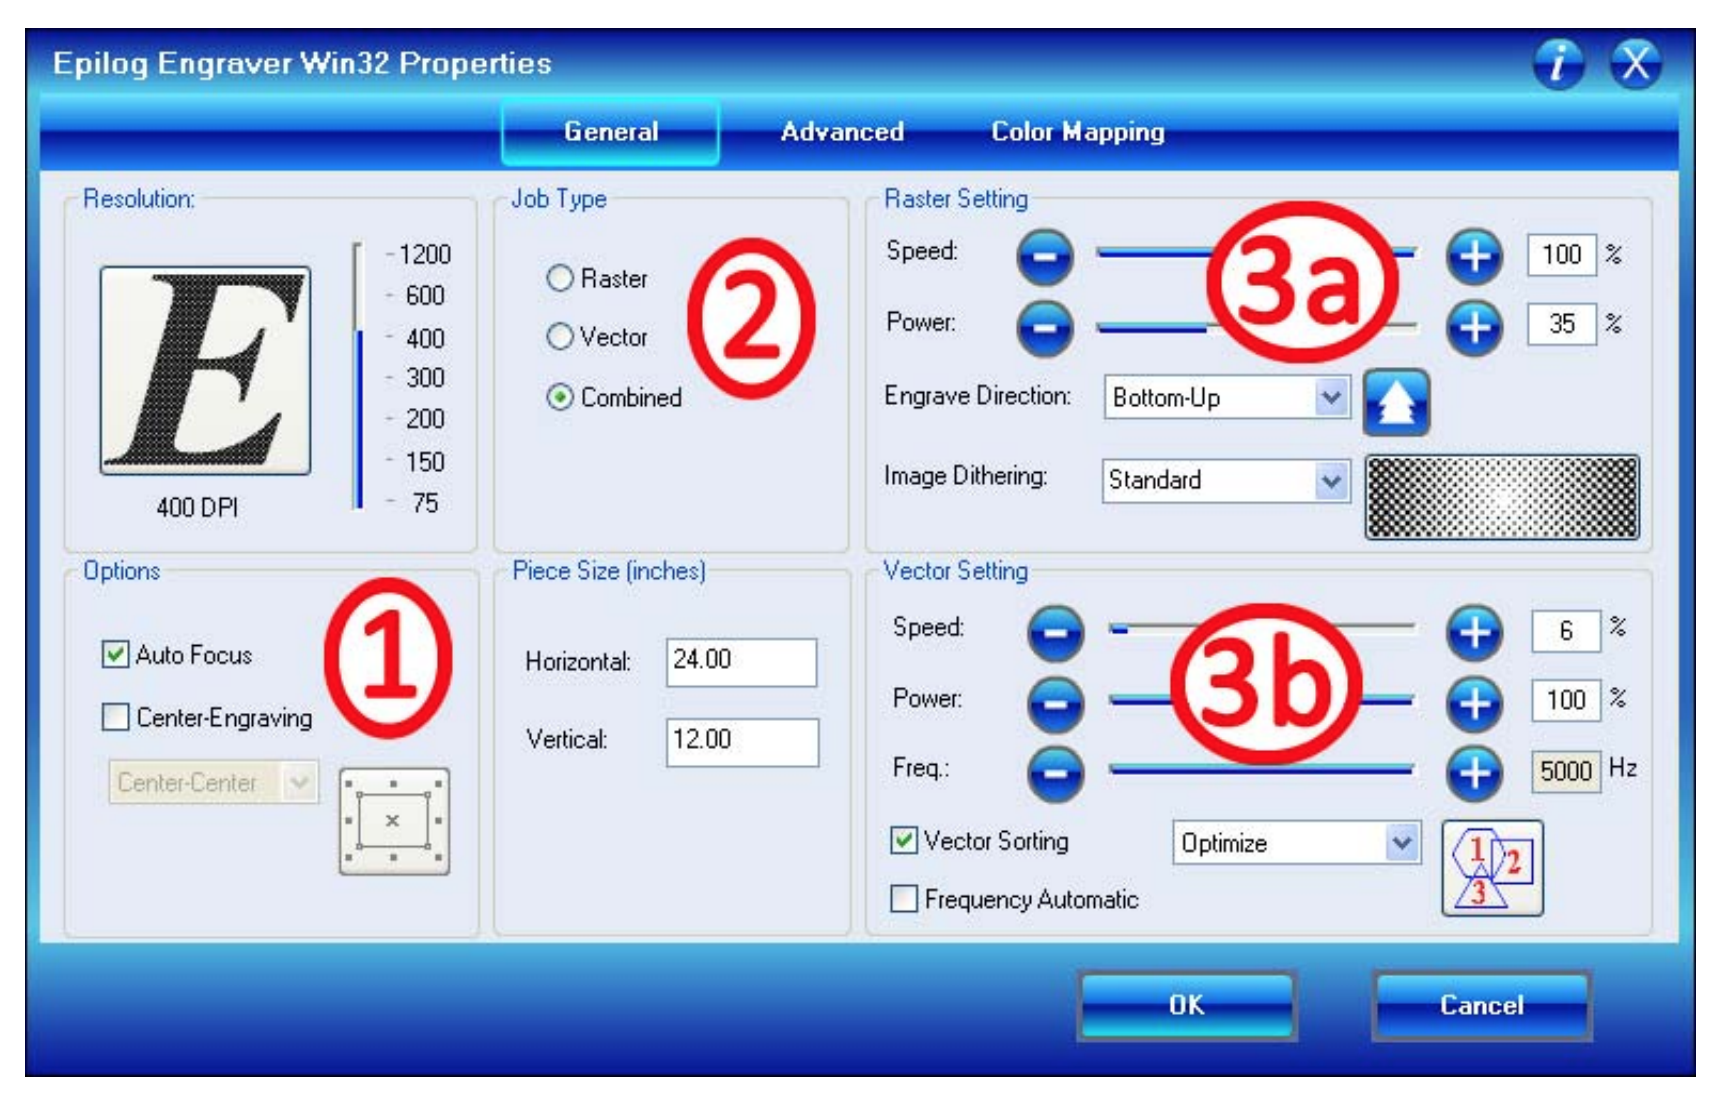 Epilog Engraver Win32 Properties
i X
General Advanced Color Mapping
Resolution:
E
-1200
- 600
- 400
- 300
- 200
- 150
- 75
400 DPI
Job Type
Raster
Vector
Combined
2
Raster Setting
Speed: - + 100 %
Power: - + 35 %
3a
Engrave Direction: Bottom-Up
Image Dithering: Standard
Options
Auto Focus
Center-Engraving
Center-Center
x
1
Piece Size (inches)
Horizontal: 24.00
Vertical: 12.00
Vector Setting
Speed: - + 6 %
Power: - + 100 %
Freq.: - + 5000 Hz
3b
Vector Sorting Optimize
1 2
3
Frequency Automatic
OK Cancel